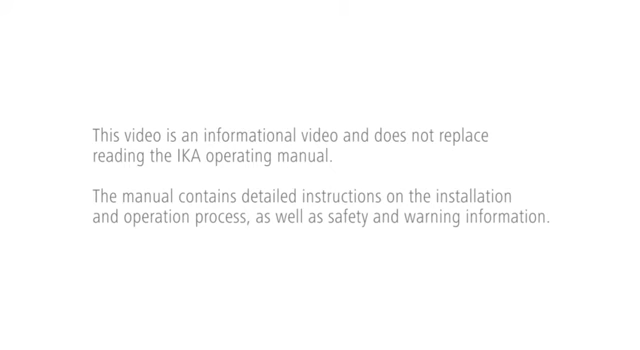 This video is an informational video and does not replace
reading the IKA operating manual.
The manual contains detailed instructions on the installation
and operation process, as well as safety and warning information.